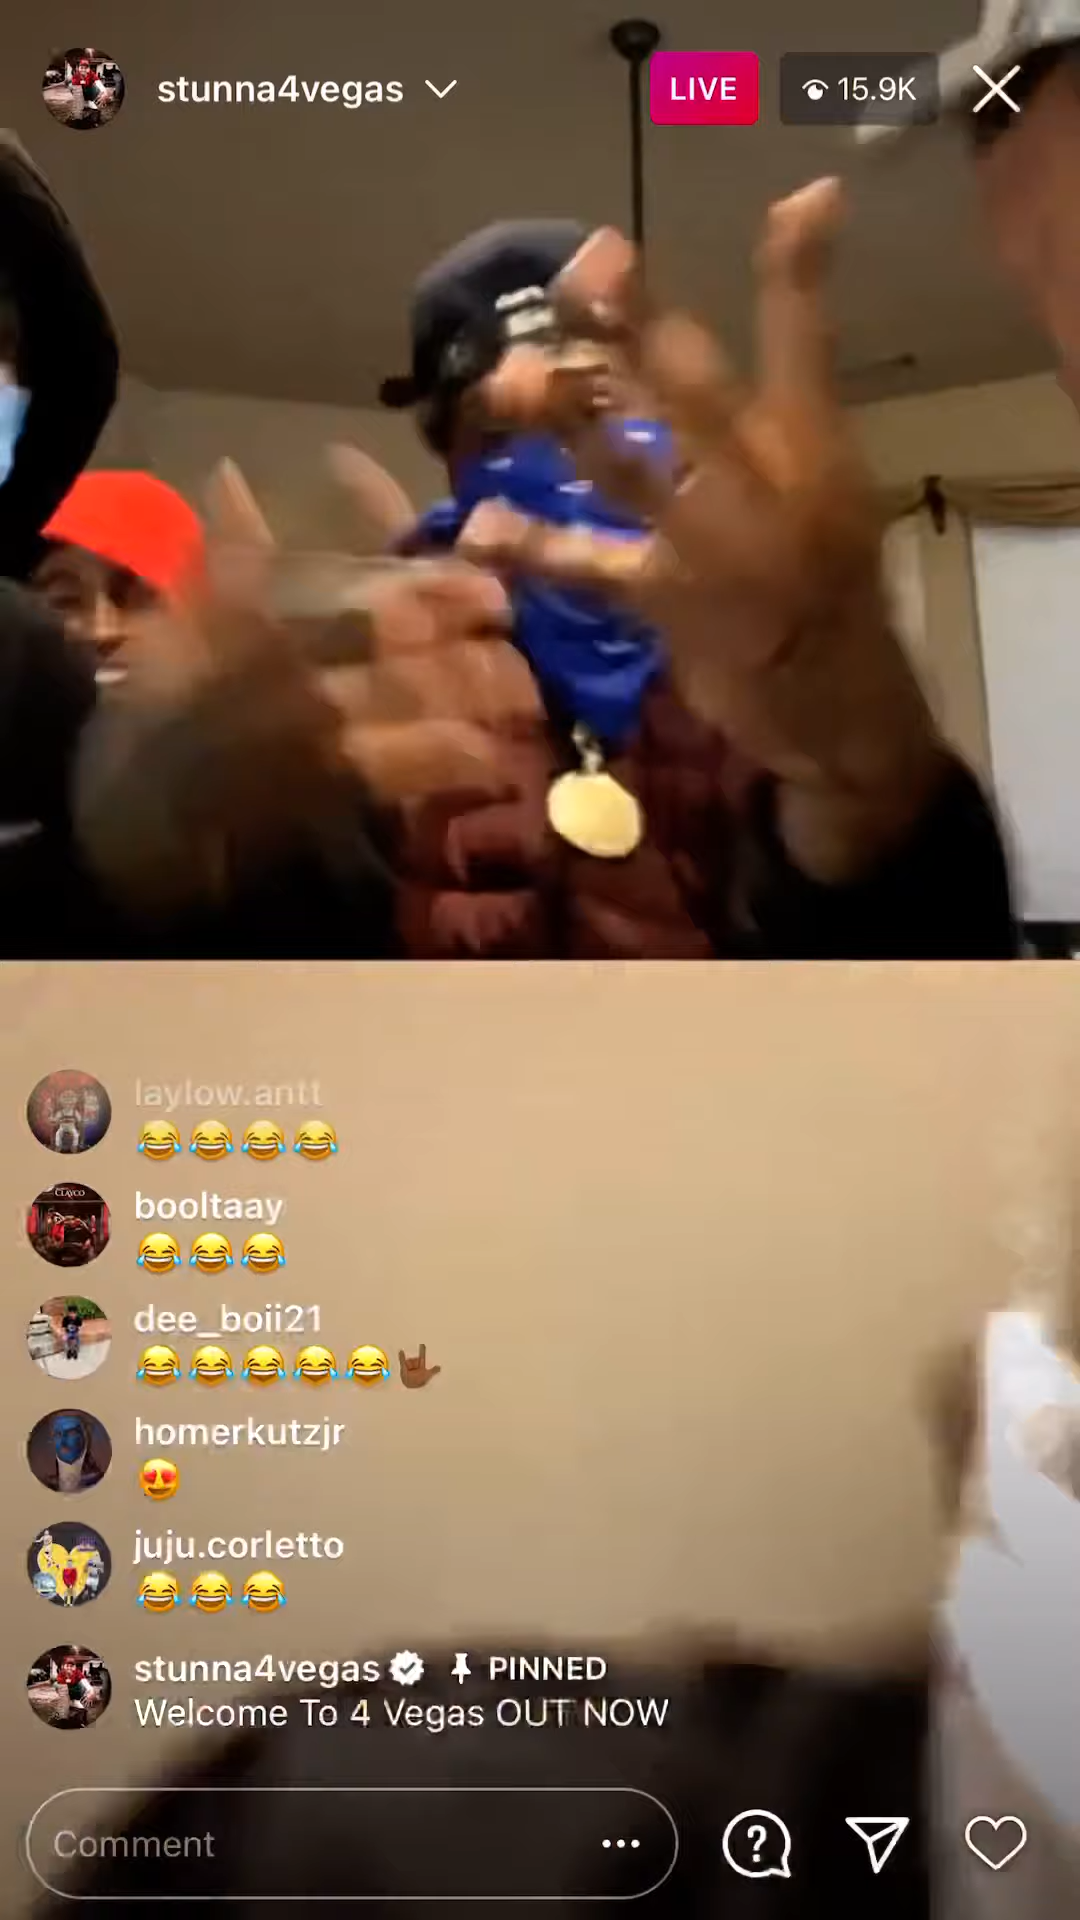 stunna4vegas
LIVE
15.9K
laylow.antt
😂😂😂😂
CLAYCO
booltaay
😂😂😂
dee_boii21
😂😂😂😂😂🤟🏾
homerkutzjr
😍
juju.corletto
😂😂😂
stunna4vegas PINNED
Welcome To 4 Vegas OUT NOW
Comment